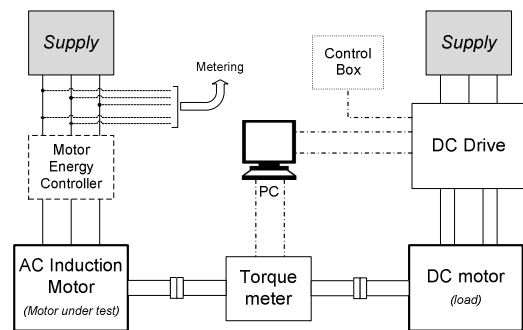 Supply
Metering
Control
Box
Supply
Motor
Energy
Controller
PC
DC Drive
AC Induction
Motor
(Motor under test)
Torque
meter
DC motor
(load)